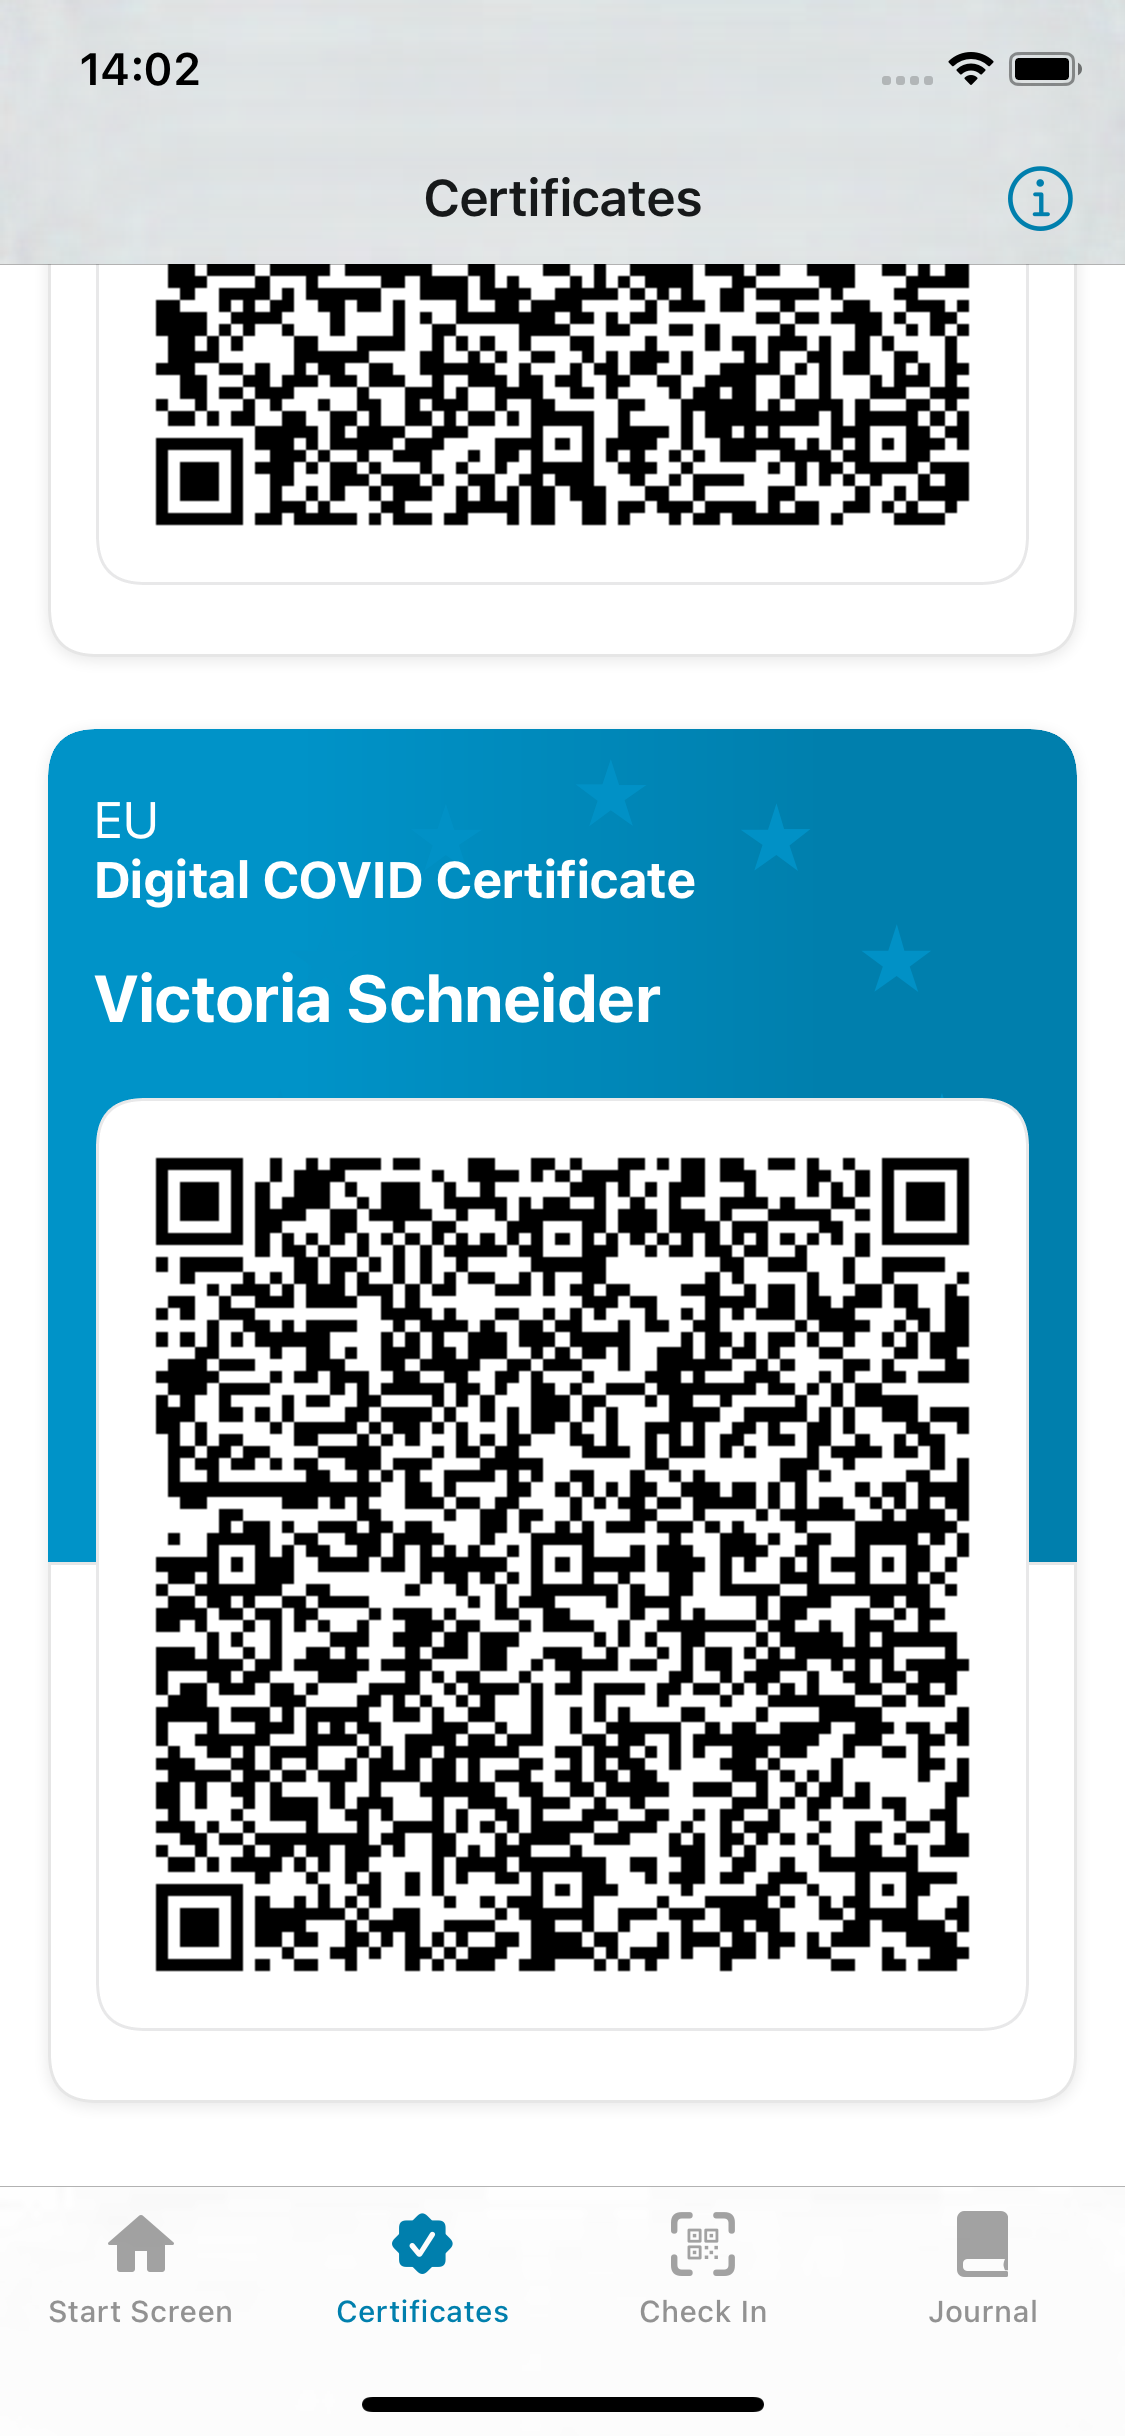 14:02
Certificates
EU
Digital COVID Certificate
Victoria Schneider
Start Screen
Certificates
Check In
Journal